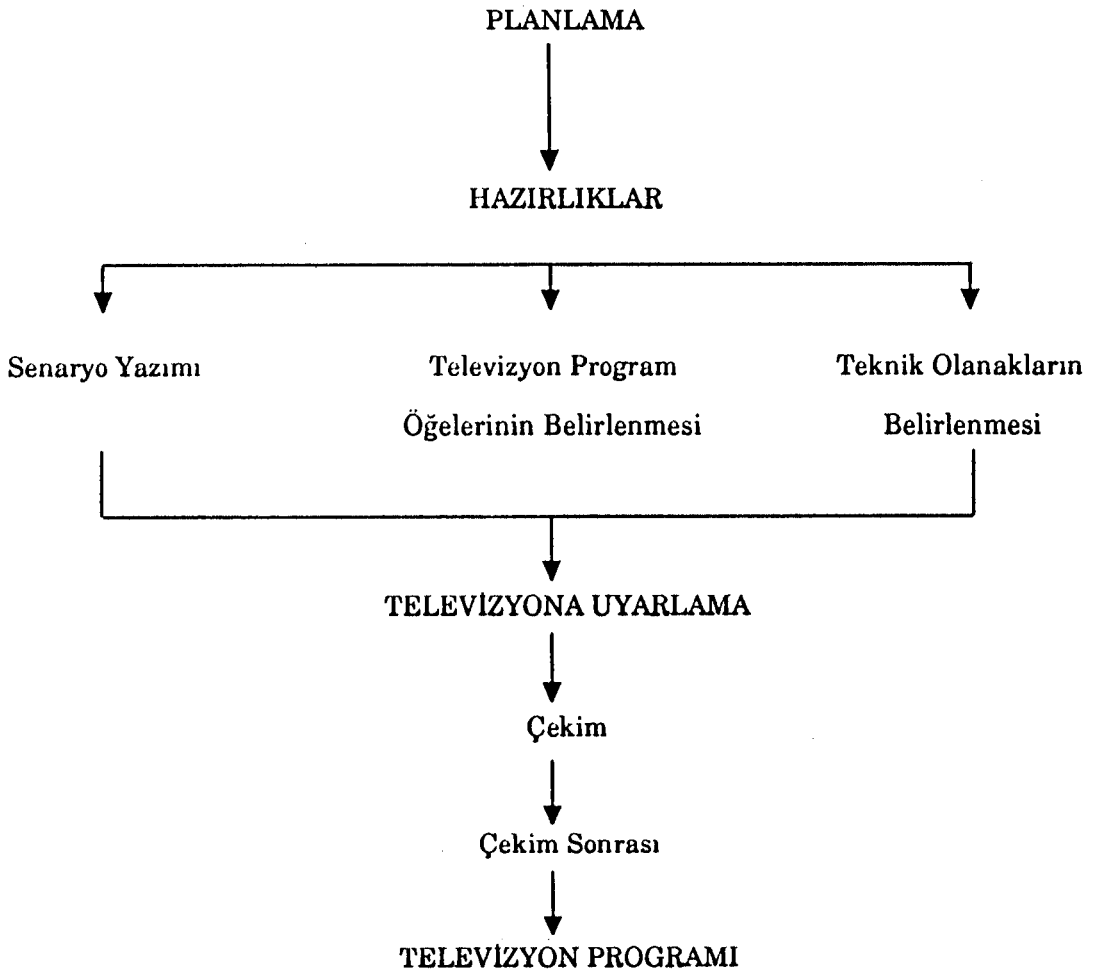 PLANLAMA
HAZIRLIKLAR
Senaryo Yazımı
Televizyon Program
Öğelerinin Belirlenmesi
Teknik Olanakların
Belirlenmesi
TELEVİZYONA UYARLAMA
Çekim
Çekim Sonrası
TELEVİZYON PROGRAMI